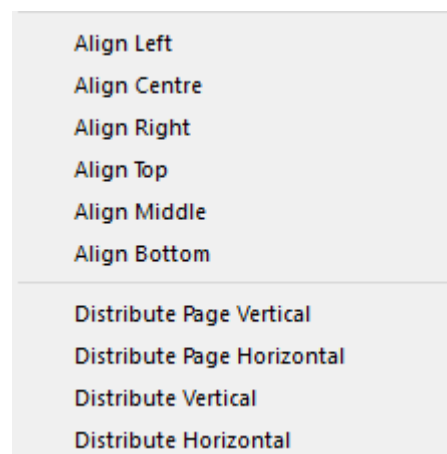 Align Left
Align Centre
Align Right
Align Top
Align Middle
Align Bottom
Distribute Page Vertical
Distribute Page Horizontal
Distribute Vertical
Distribute Horizontal